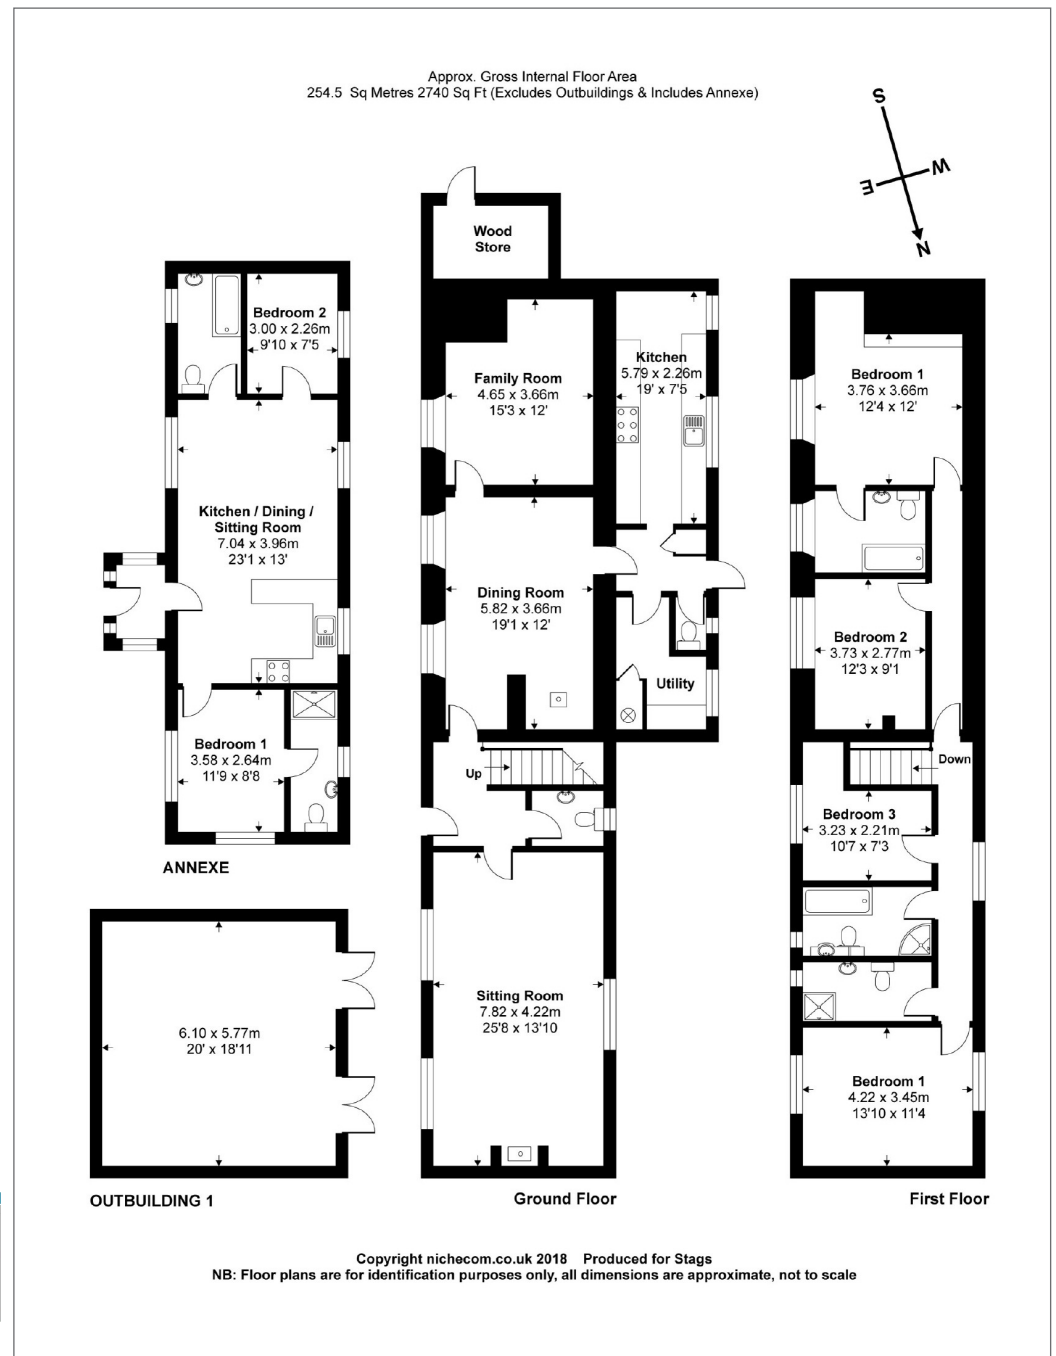 Approx. Gross Internal Floor Area
254.5 Sq Metres 2740 Sq Ft (Excludes Outbuildings & Includes Annexe)
S
W
E
N
Wood
Store
Bedroom 2
3.00 x 2.26m
9'10 x 7'5
Kitchen / Dining /
Sitting Room
7.04 x 3.96m
23'1 x 13'
Bedroom 1
3.58 x 2.64m
11'9 x 8'8
ANNEXE
6.10 x 5.77m
20' x 18'11
OUTBUILDING 1
Family Room
4.65 x 3.66m
15'3 x 12'
Kitchen
5.79 x 2.26m
19' x 7'5
Dining Room
5.82 x 3.66m
19'1 x 12'
Utility
Up
Sitting Room
7.82 x 4.22m
25'8 x 13'10
Ground Floor
Bedroom 1
3.76 x 3.66m
12'4 x 12'
Bedroom 2
3.73 x 2.77m
12'3 x 9'1
Down
Bedroom 3
3.23 x 2.21m
10'7 x 7'3
Bedroom 1
4.22 x 3.45m
13'10 x 11'4
First Floor
Copyright nichecom.co.uk 2018 Produced for Stags
NB: Floor plans are for identification purposes only, all dimensions are approximate, not to scale